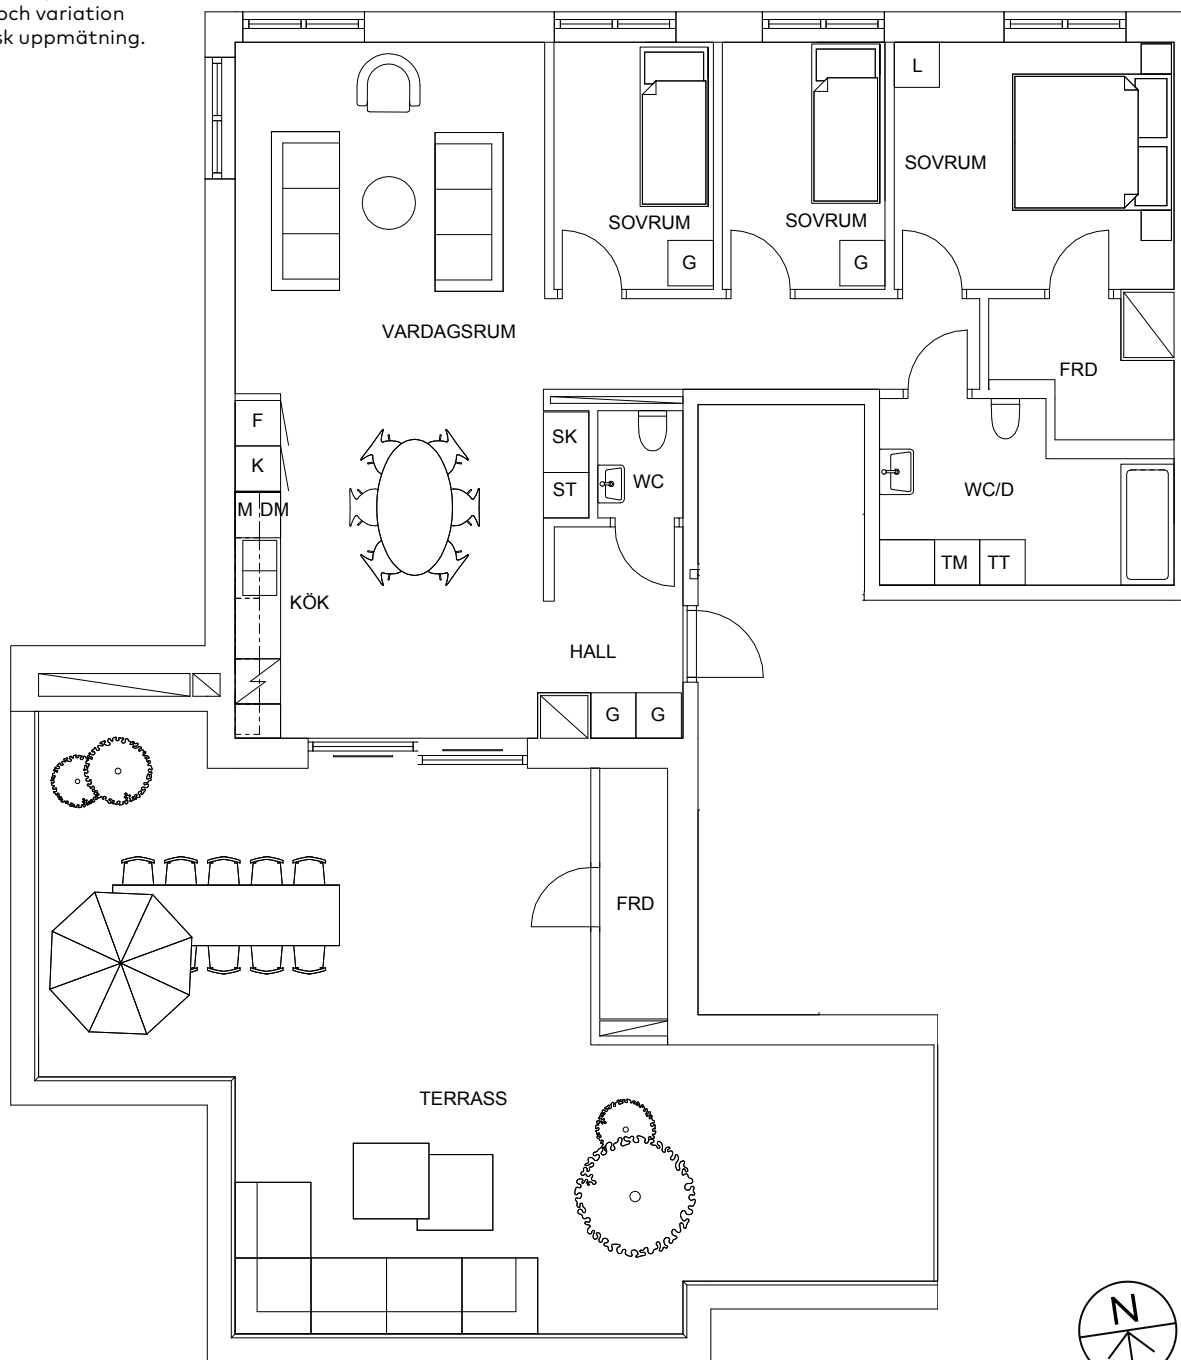 och variation
sk uppmätning.
L
SOVRUM
SOVRUM
SOVRUM
G
G
VARDAGSRUM
FRD
F
SK
K
ST
WC
WC/D
M DM
TM TT
KÖK
HALL
G G
FRD
TERRASS
N